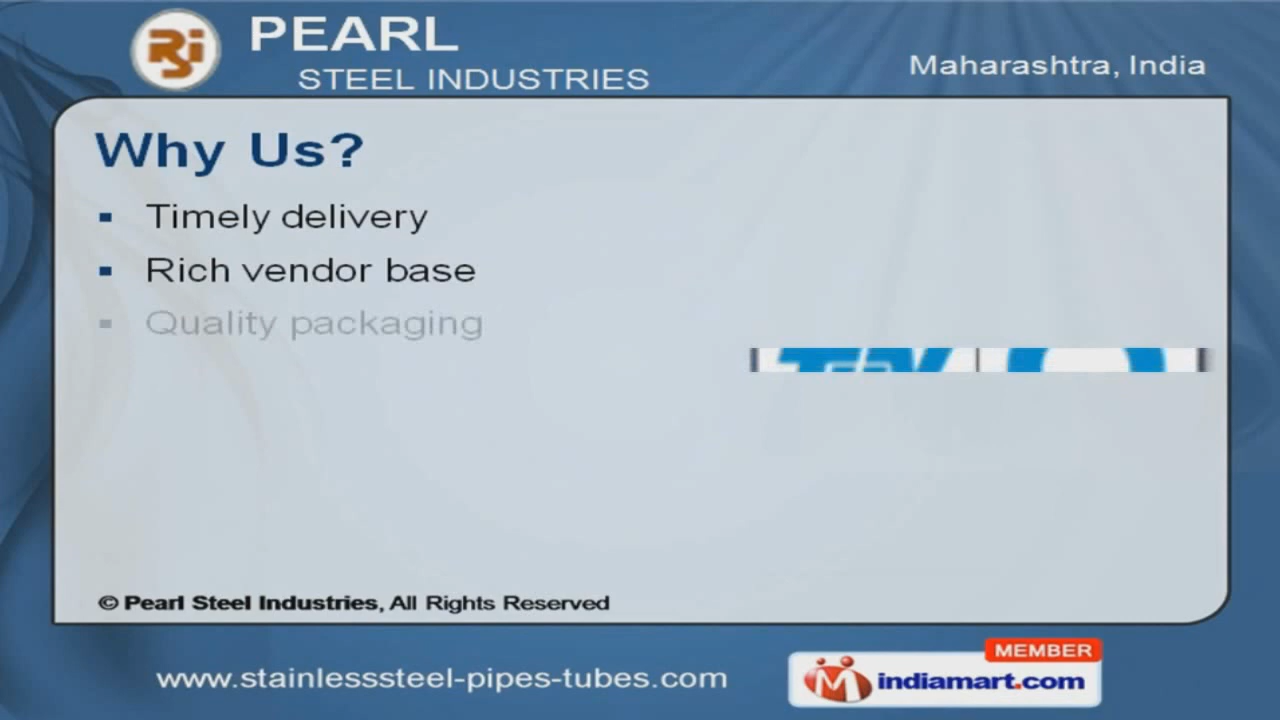 PEARL
STEEL INDUSTRIES
Maharashtra, India
Why Us?
▪ Timely delivery
▪ Rich vendor base
▪ Quality packaging
© Pearl Steel Industries, All Rights Reserved
www.stainlesssteel-pipes-tubes.com
MEMBER
indiamart.com